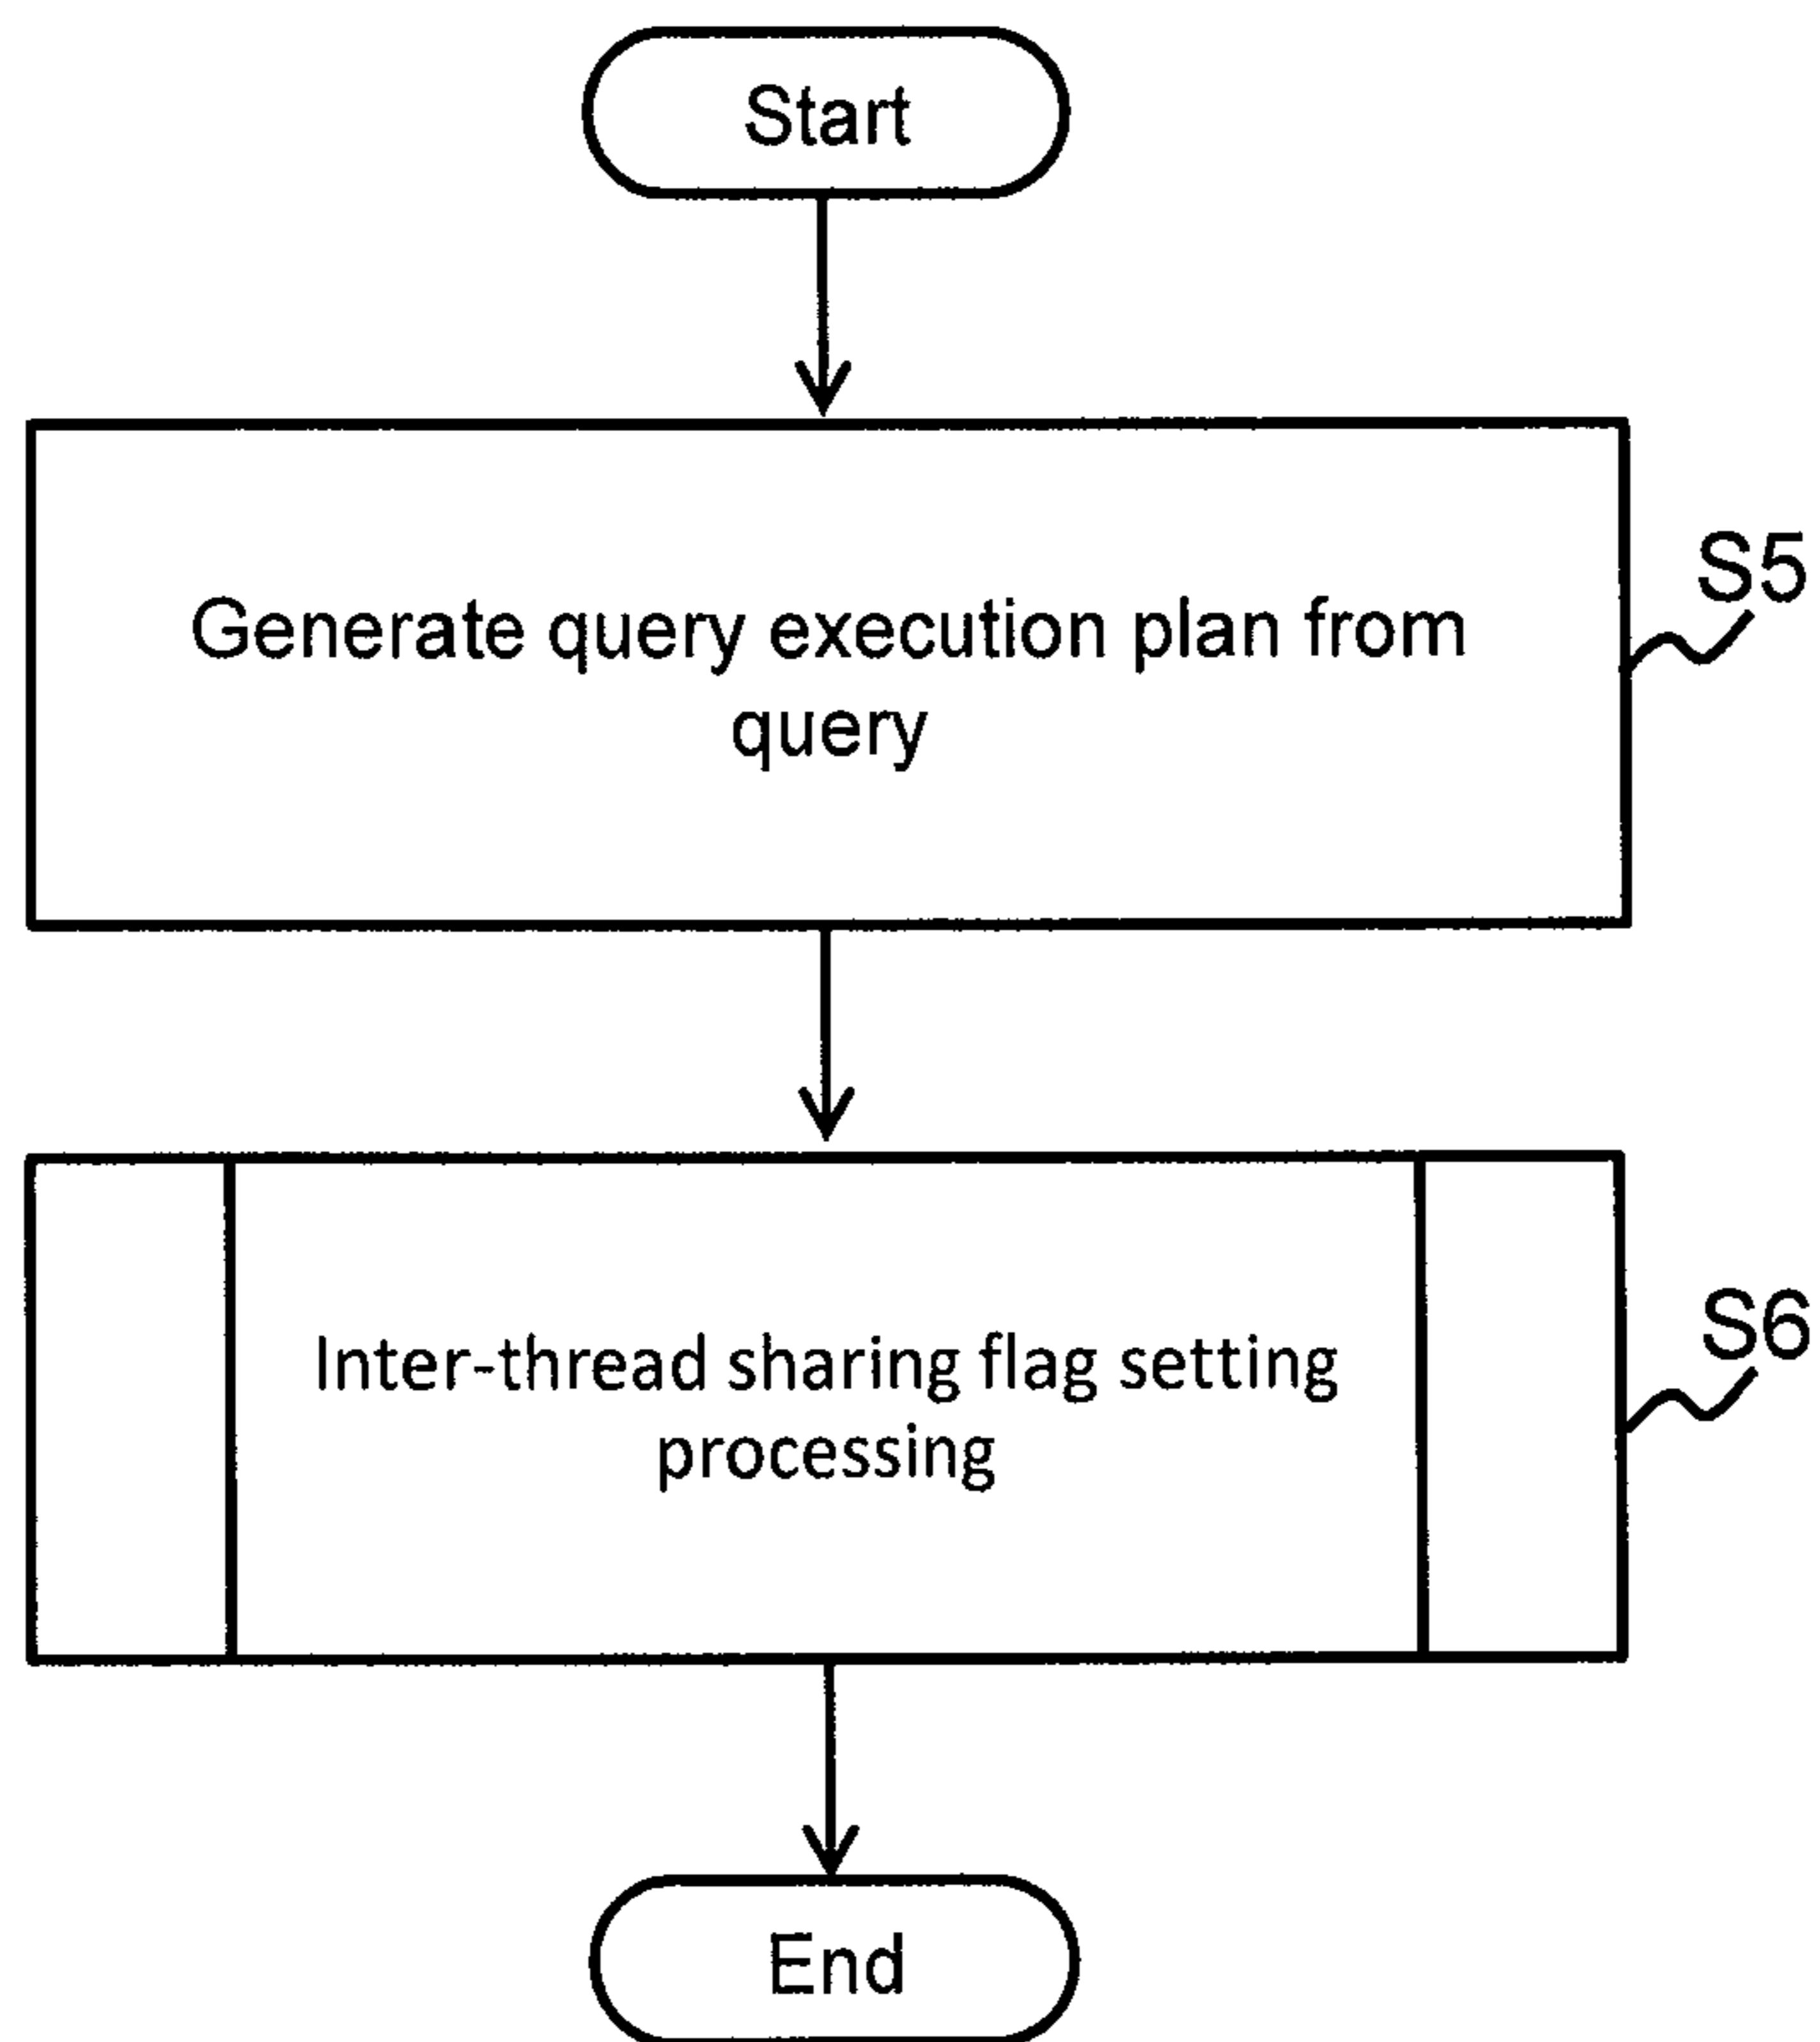 Start
Generate query execution plan from
query
S5
Inter-thread sharing flag setting
processing
S6
End